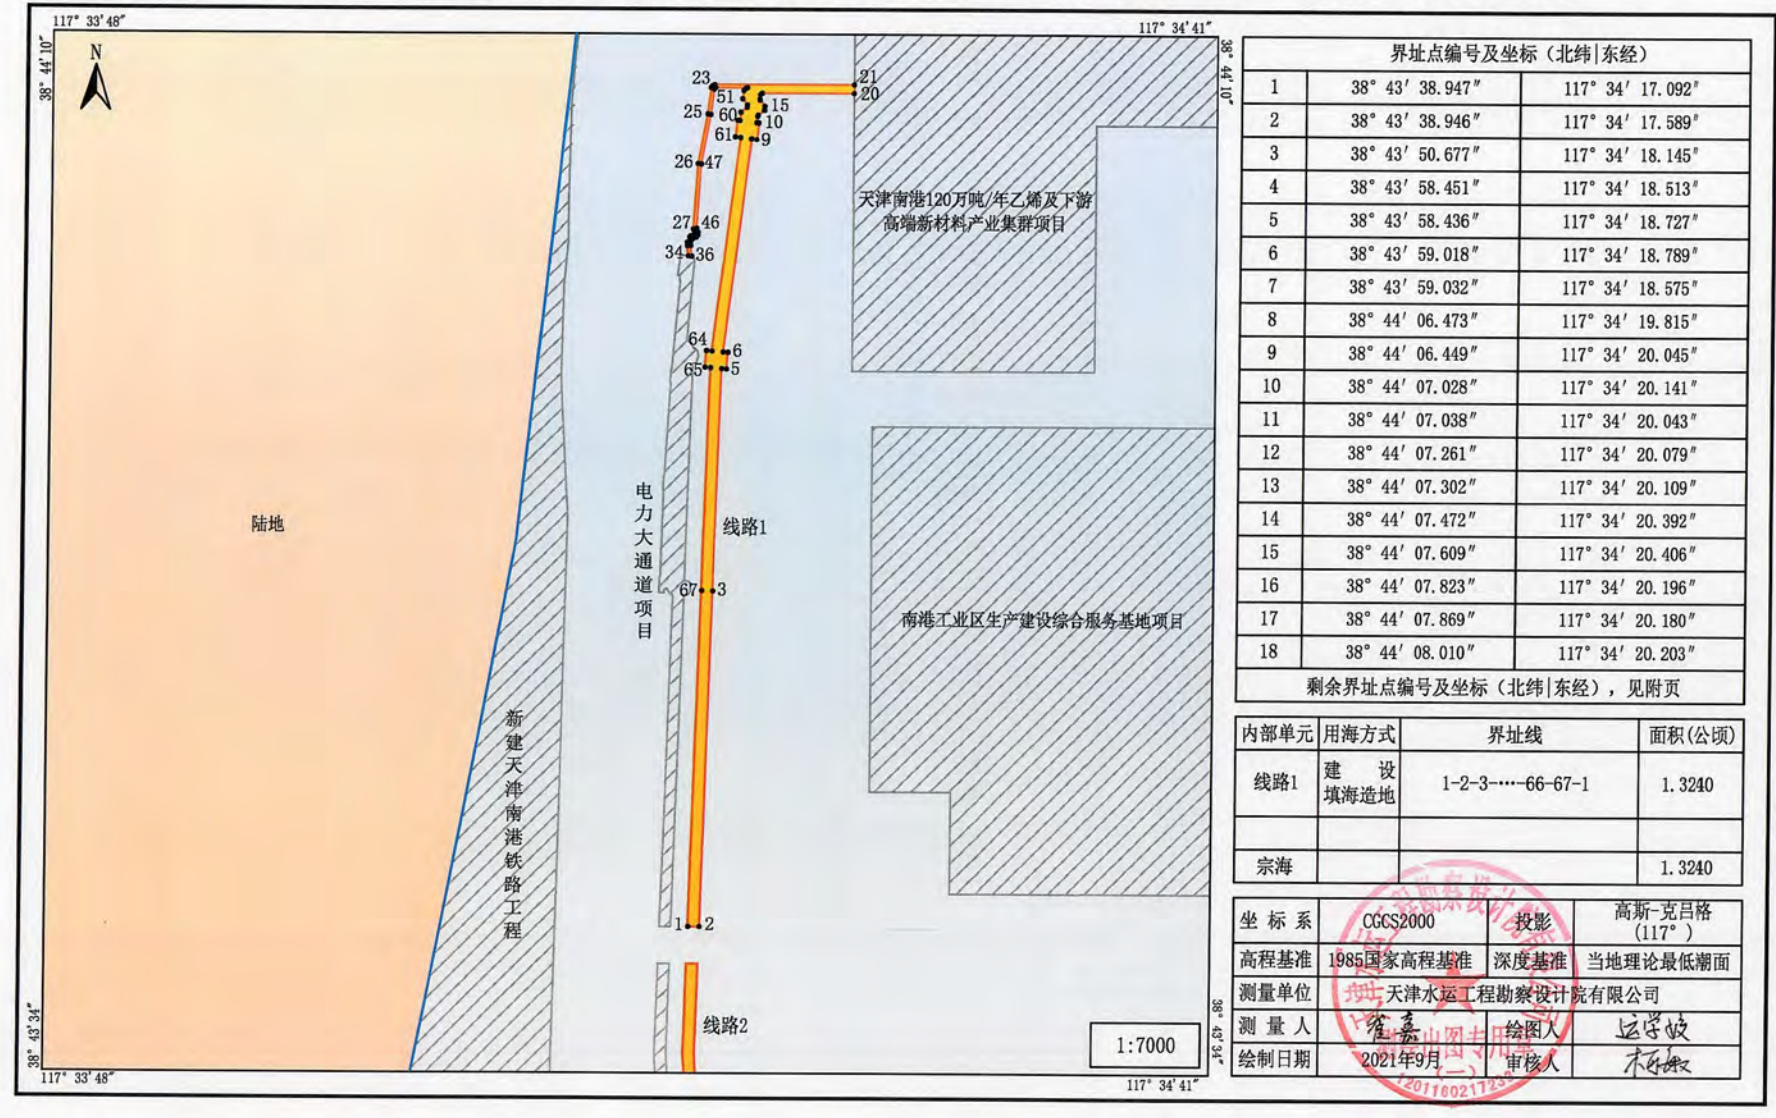 117° 33′48″
117° 34′41″
38° 44′10″
38° 44′10″
N
23
21
20
51
15
25
60
10
61
9
26
47
天津南港120万吨/年乙烯及下游
高端新材料产业集群项目
27
46
34
36
64
6
65
5
陆地
电力大通道项目
线路1
67
3
南港工业区生产建设综合服务基地项目
新建天津南港铁路工程
1
2
线路2
1:7000
38° 43′34″
38° 43′34″
117° 33′48″
117° 34′41″
界址点编号及坐标（北纬|东经）
1 38° 43′ 38.947″ 117° 34′ 17.092″
2 38° 43′ 38.946″ 117° 34′ 17.589″
3 38° 43′ 50.677″ 117° 34′ 18.145″
4 38° 43′ 58.451″ 117° 34′ 18.513″
5 38° 43′ 58.436″ 117° 34′ 18.727″
6 38° 43′ 59.018″ 117° 34′ 18.789″
7 38° 43′ 59.032″ 117° 34′ 18.575″
8 38° 44′ 06.473″ 117° 34′ 19.815″
9 38° 44′ 06.449″ 117° 34′ 20.045″
10 38° 44′ 07.028″ 117° 34′ 20.141″
11 38° 44′ 07.038″ 117° 34′ 20.043″
12 38° 44′ 07.261″ 117° 34′ 20.079″
13 38° 44′ 07.302″ 117° 34′ 20.109″
14 38° 44′ 07.472″ 117° 34′ 20.392″
15 38° 44′ 07.609″ 117° 34′ 20.406″
16 38° 44′ 07.823″ 117° 34′ 20.196″
17 38° 44′ 07.869″ 117° 34′ 20.180″
18 38° 44′ 08.010″ 117° 34′ 20.203″
剩余界址点编号及坐标（北纬|东经），见附页
内部单元 用海方式 界址线 面积(公顷)
线路1 建设填海造地 1-2-3-…-66-67-1 1.3240
宗海 1.3240
坐标系 CGCS2000 投影 高斯-克吕格(117°)
高程基准 1985国家高程基准 深度基准 当地理论最低潮面
测量单位 天津水运工程勘察设计院有限公司
测量人 崔嘉 绘图人
绘制日期 2021年9月 审核人
出图专用章
(一)